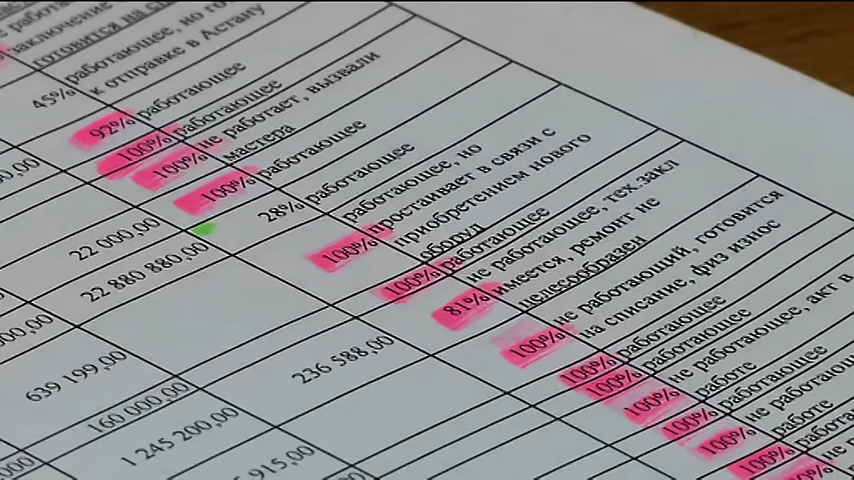 заключение
готовится на
работающее, но
к отправке в Астану
45%
работающее
92%
работающее
100%
не работает, вызвали
мастера
100%
работающее
100%
22 000,00
28%
работающее
22 880 880,00
работающее, но
простаивает в связи с
приобретением нового
оборуд
100%
работающее
100%
не работающее, тех.закл
имеется, ремонт не
целесообразен
81%
639 199,00
236 588,00
не работающий, готовится
на списание, физ износ
100%
160 000,00
работающее
100%
работающее
100%
1 245 200,00
не работающее, акт в
работе
100%
работающее
100%
915,00
работе
100%
100%